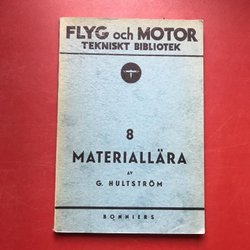 FLYG och MOTOR
TEKNISKT BIBLIOTEK
8
MATERIALLÄRA
AV
G. HULTSTRÖM
BONNIERS